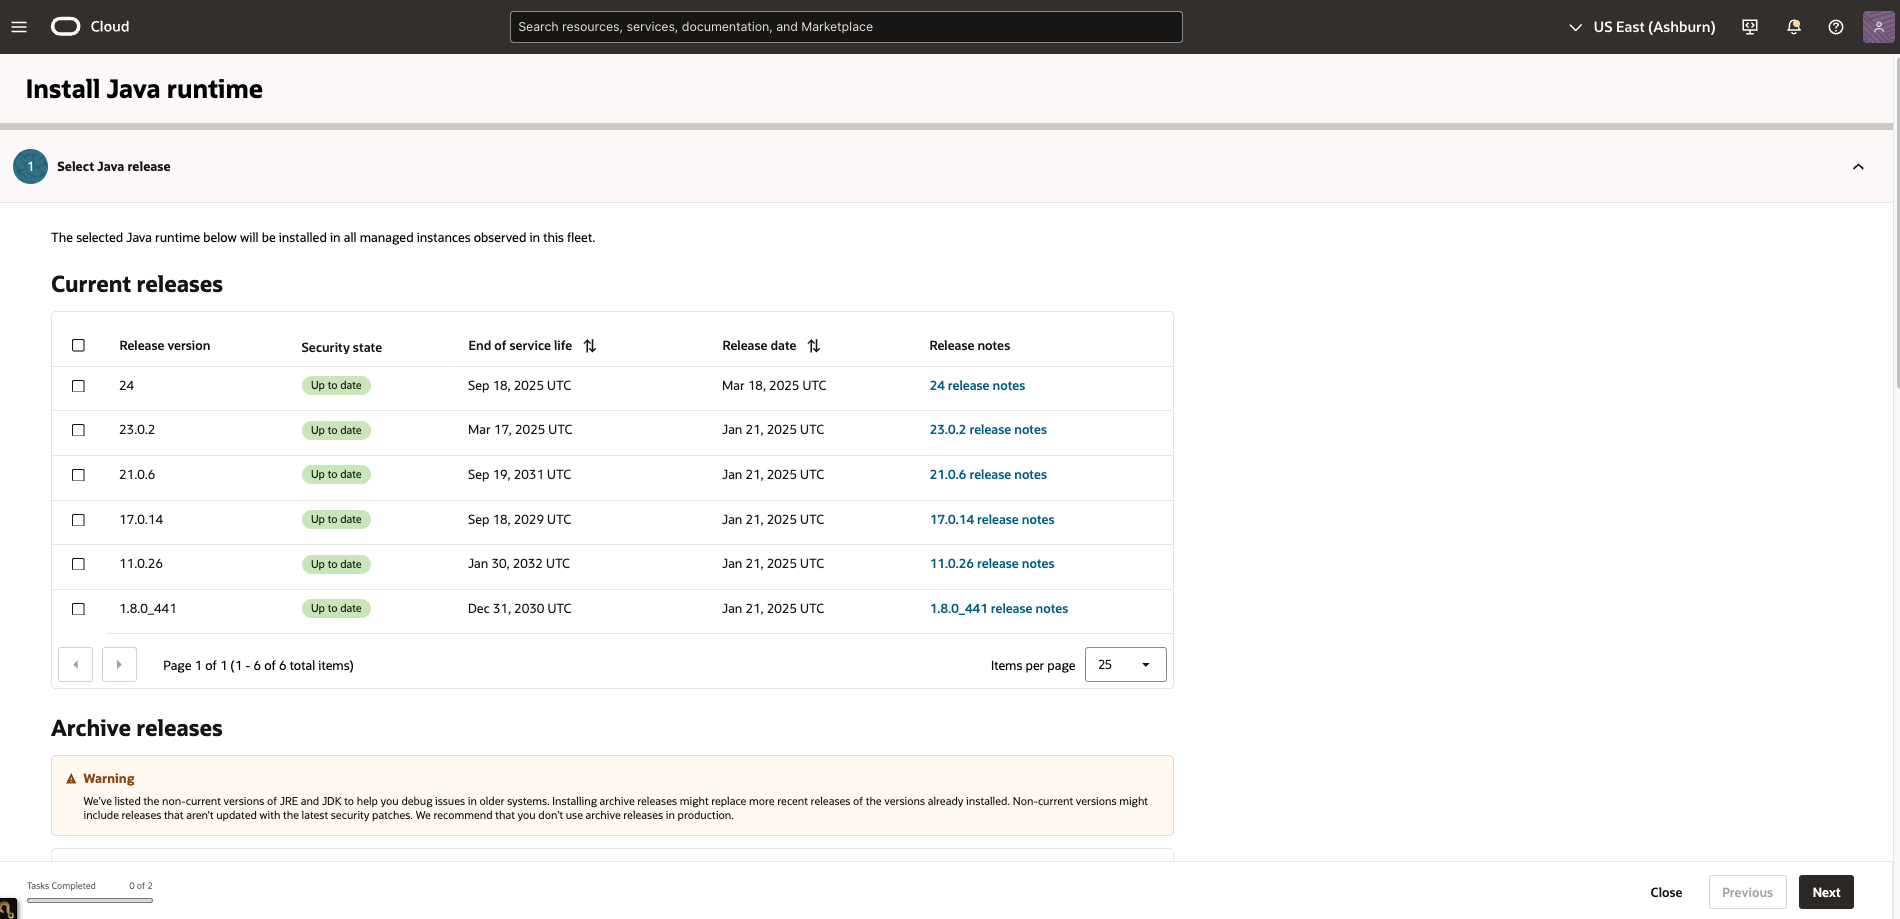 Cloud
Search resources, services, documentation, and Marketplace
US East (Ashburn)
Install Java runtime
1 Select Java release
The selected Java runtime below will be installed in all managed instances observed in this fleet.
Current releases
Release version Security state End of service life Release date Release notes
24 Up to date Sep 18, 2025 UTC Mar 18, 2025 UTC 24 release notes
23.0.2 Up to date Mar 17, 2025 UTC Jan 21, 2025 UTC 23.0.2 release notes
21.0.6 Up to date Sep 19, 2031 UTC Jan 21, 2025 UTC 21.0.6 release notes
17.0.14 Up to date Sep 18, 2029 UTC Jan 21, 2025 UTC 17.0.14 release notes
11.0.26 Up to date Jan 30, 2032 UTC Jan 21, 2025 UTC 11.0.26 release notes
1.8.0_441 Up to date Dec 31, 2030 UTC Jan 21, 2025 UTC 1.8.0_441 release notes
Page 1 of 1 (1 - 6 of 6 total items) Items per page 25
Archive releases
Warning
We've listed the non-current versions of JRE and JDK to help you debug issues in older systems. Installing archive releases might replace more recent releases of the versions already installed. Non-current versions might
include releases that aren't updated with the latest security patches. We recommend that you don't use archive releases in production.
Tasks Completed 0 of 2
Close Previous Next